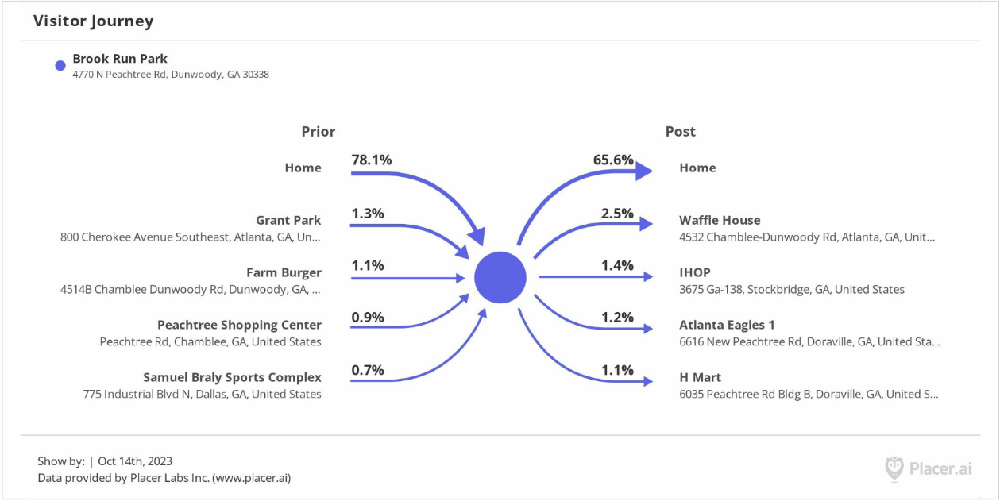 Visitor Journey
Brook Run Park
4770 N Peachtree Rd, Dunwoody, GA 30338
Prior
Post
Home
78.1%
65.6%
Home
Grant Park
800 Cherokee Avenue Southeast, Atlanta, GA, Un...
1.3%
2.5%
Waffle House
4532 Chamblee-Dunwoody Rd, Atlanta, GA, Unit...
Farm Burger
4514B Chamblee Dunwoody Rd, Dunwoody, GA, ...
1.1%
1.4%
IHOP
3675 Ga-138, Stockbridge, GA, United States
Peachtree Shopping Center
Peachtree Rd, Chamblee, GA, United States
0.9%
1.2%
Atlanta Eagles 1
6616 New Peachtree Rd, Doraville, GA, United Sta...
Samuel Braly Sports Complex
775 Industrial Blvd N, Dallas, GA, United States
0.7%
1.1%
H Mart
6035 Peachtree Rd Bldg B, Doraville, GA, United S...
Show by: | Oct 14th, 2023
Data provided by Placer Labs Inc. (www.placer.ai)
Placer.ai